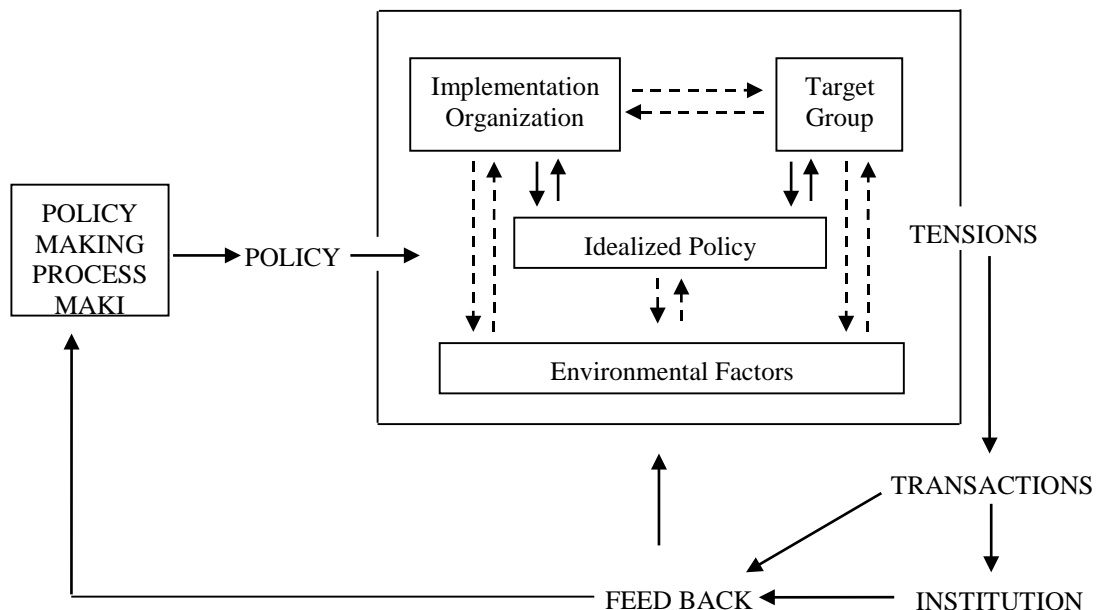 Implementation
Organization
Target
Group
POLICY
MAKING
PROCESS
MAKI
POLICY
Idealized Policy
TENSIONS
Environmental Factors
TRANSACTIONS
FEED BACK
INSTITUTION